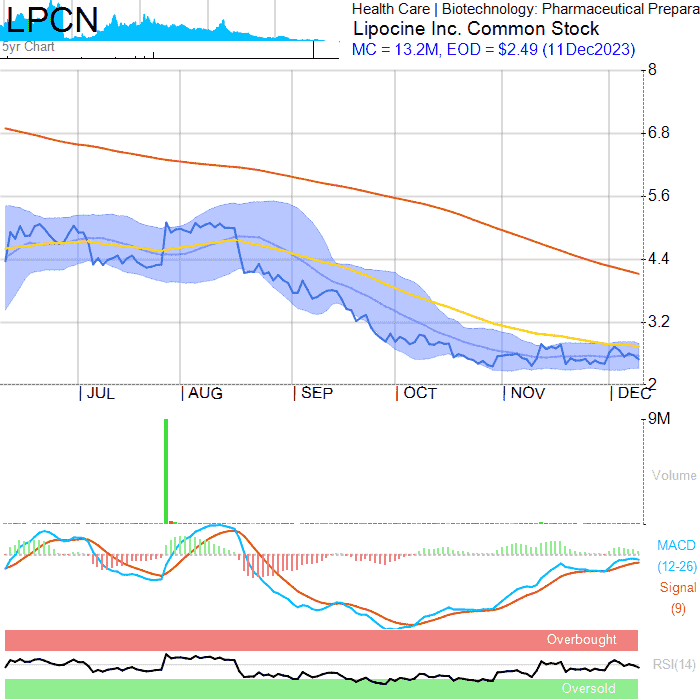 LPCN
5yr Chart
Health Care | Biotechnology: Pharmaceutical Prepara
Lipocine Inc. Common Stock
MC = 13.2M, EOD = $2.49 (11Dec2023)
8
6.8
5.6
4.4
3.2
2
JUL
AUG
SEP
OCT
NOV
DEC
9M
Volume
MACD
(12-26)
Signal
(9)
Overbought
RSI(14)
Oversold